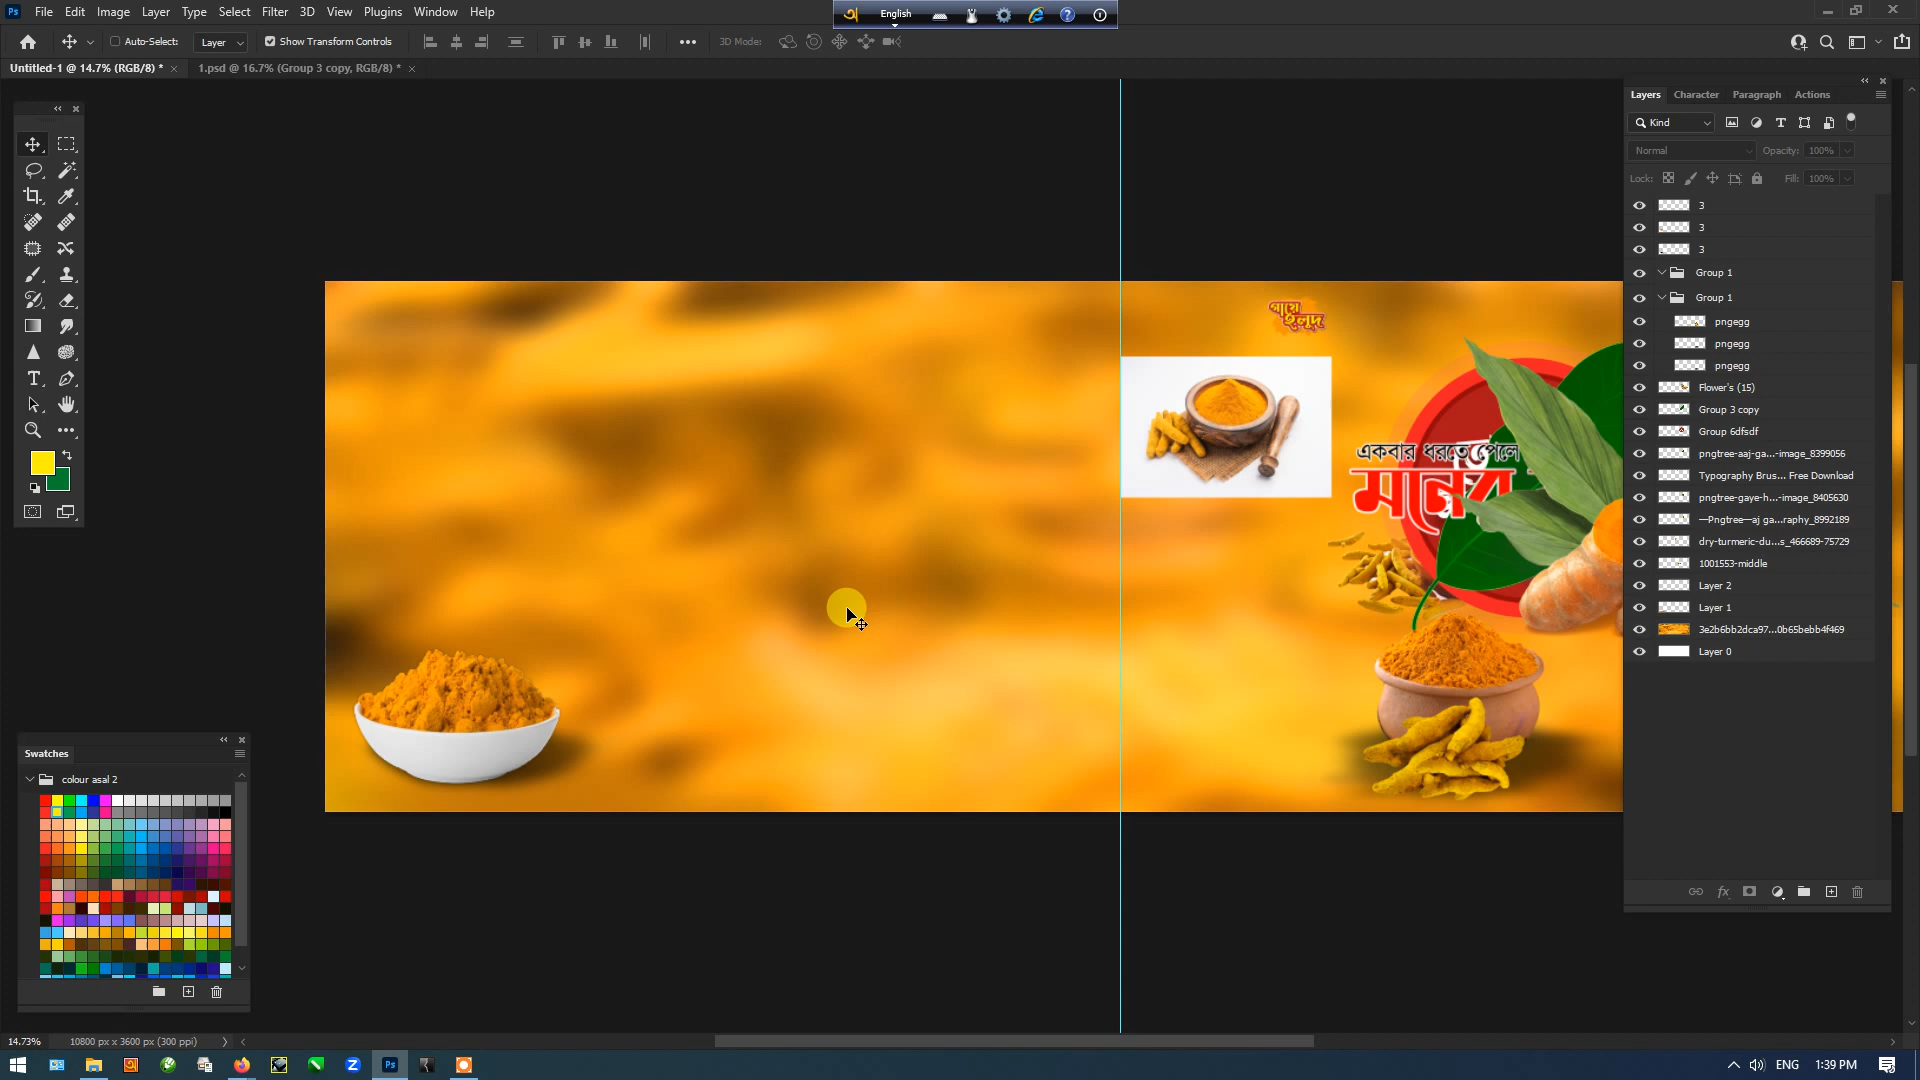 Ps File Edit Image Layer Type Select Filter 3D View Plugins Window Help
অ English
Auto-Select: Layer Show Transform Controls 3D Mode:
Untitled-1 @ 14.7% (RGB/8) * 1.psd @ 16.7% (Group 3 copy, RGB/8) *
Layers Character Paragraph Actions
Kind
Normal Opacity: 100%
Lock: Fill: 100%
3
3
3
Group 1
Group 1
pngegg
pngegg
pngegg
Flower's (15)
Group 3 copy
Group 6dfsdf
pngtree-aaj-ga...-image_8399056
Typography Brus... Free Download
pngtree-gaye-h...-image_8405630
—Pngtree—aj ga...raphy_8992189
dry-turmeric-du...s_466689-75729
1001553-middle
Layer 2
Layer 1
3e2b6bb2dca97...0b65bebb4f469
Layer 0
গায়ে
হলুদ
একবার ধরতে পেলে
মনের
Swatches
colour asal 2
14.73% 10800 px x 3600 px (300 ppi)
ENG 1:39 PM